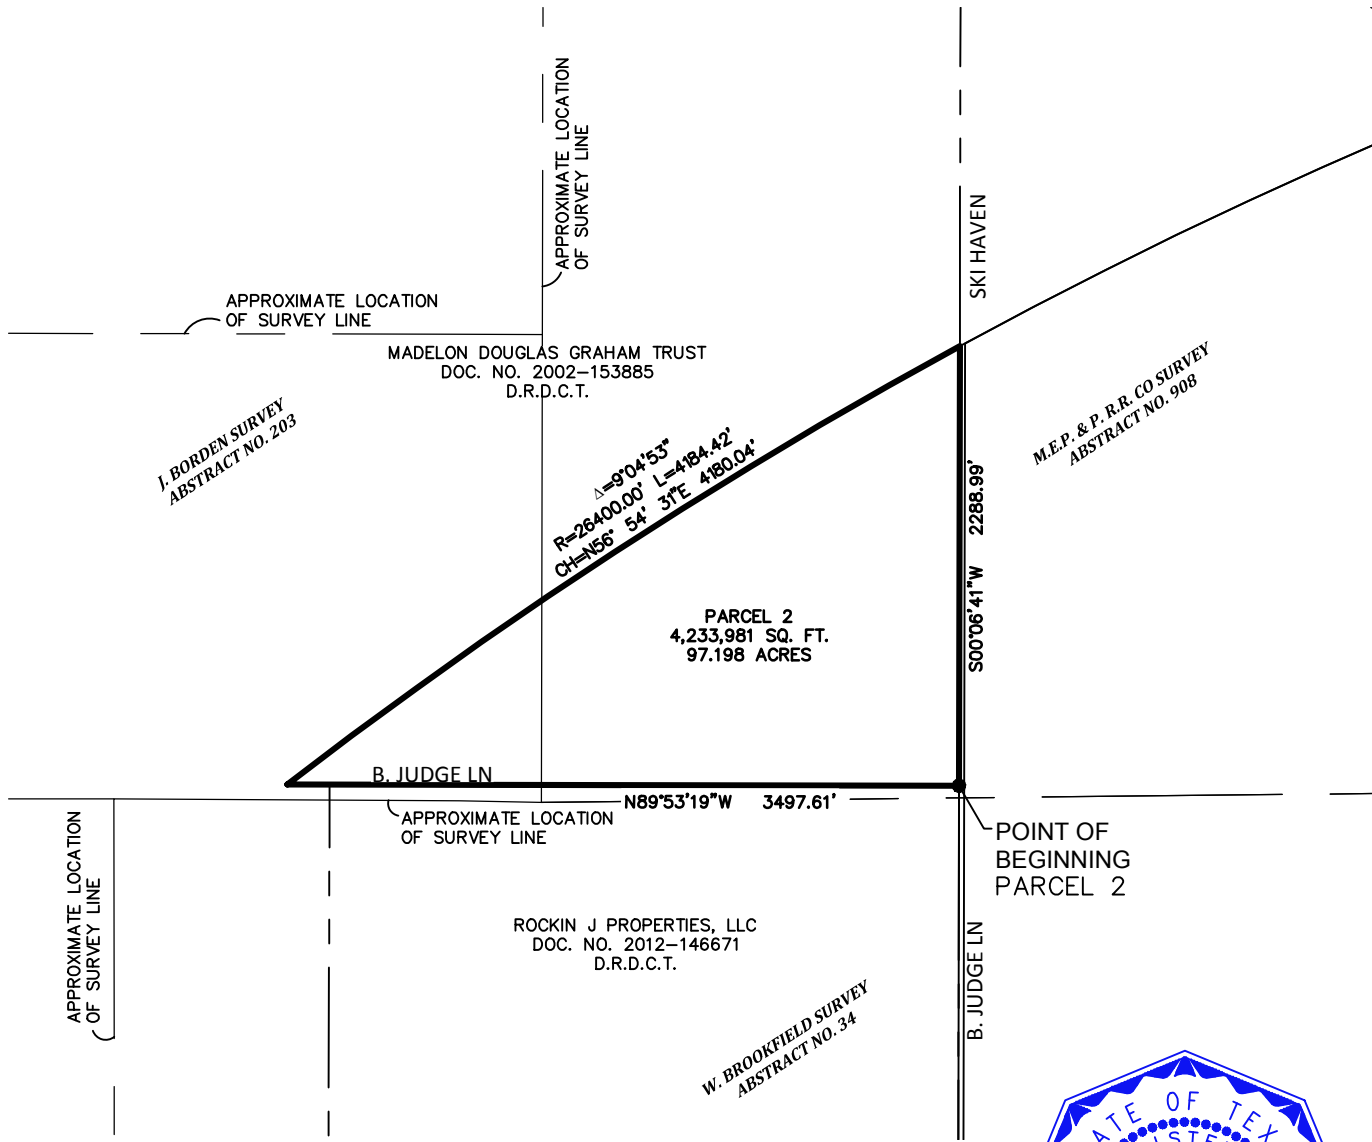 APPROXIMATE LOCATION
OF SURVEY LINE
SKI HAVEN
APPROXIMATE LOCATION
OF SURVEY LINE
MADELON DOUGLAS GRAHAM TRUST
DOC. NO. 2002–153885
D.R.D.C.T.
J. BORDEN SURVEY
ABSTRACT NO. 203
M.E.P. & P. R.R. CO SURVEY
ABSTRACT NO. 908
△=9°04'53"
R=26400.00' L=4184.42'
CH=N56° 54' 31"E 4180.04'
S00°06'41"W 2288.99'
PARCEL 2
4,233,981 SQ. FT.
97.198 ACRES
B. JUDGE LN
N89°53'19"W 3497.61'
APPROXIMATE LOCATION
OF SURVEY LINE
POINT OF
BEGINNING
PARCEL 2
APPROXIMATE LOCATION
OF SURVEY LINE
ROCKIN J PROPERTIES, LLC
DOC. NO. 2012–146671
D.R.D.C.T.
B. JUDGE LN
W. BROOKFIELD SURVEY
ABSTRACT NO. 34
OF